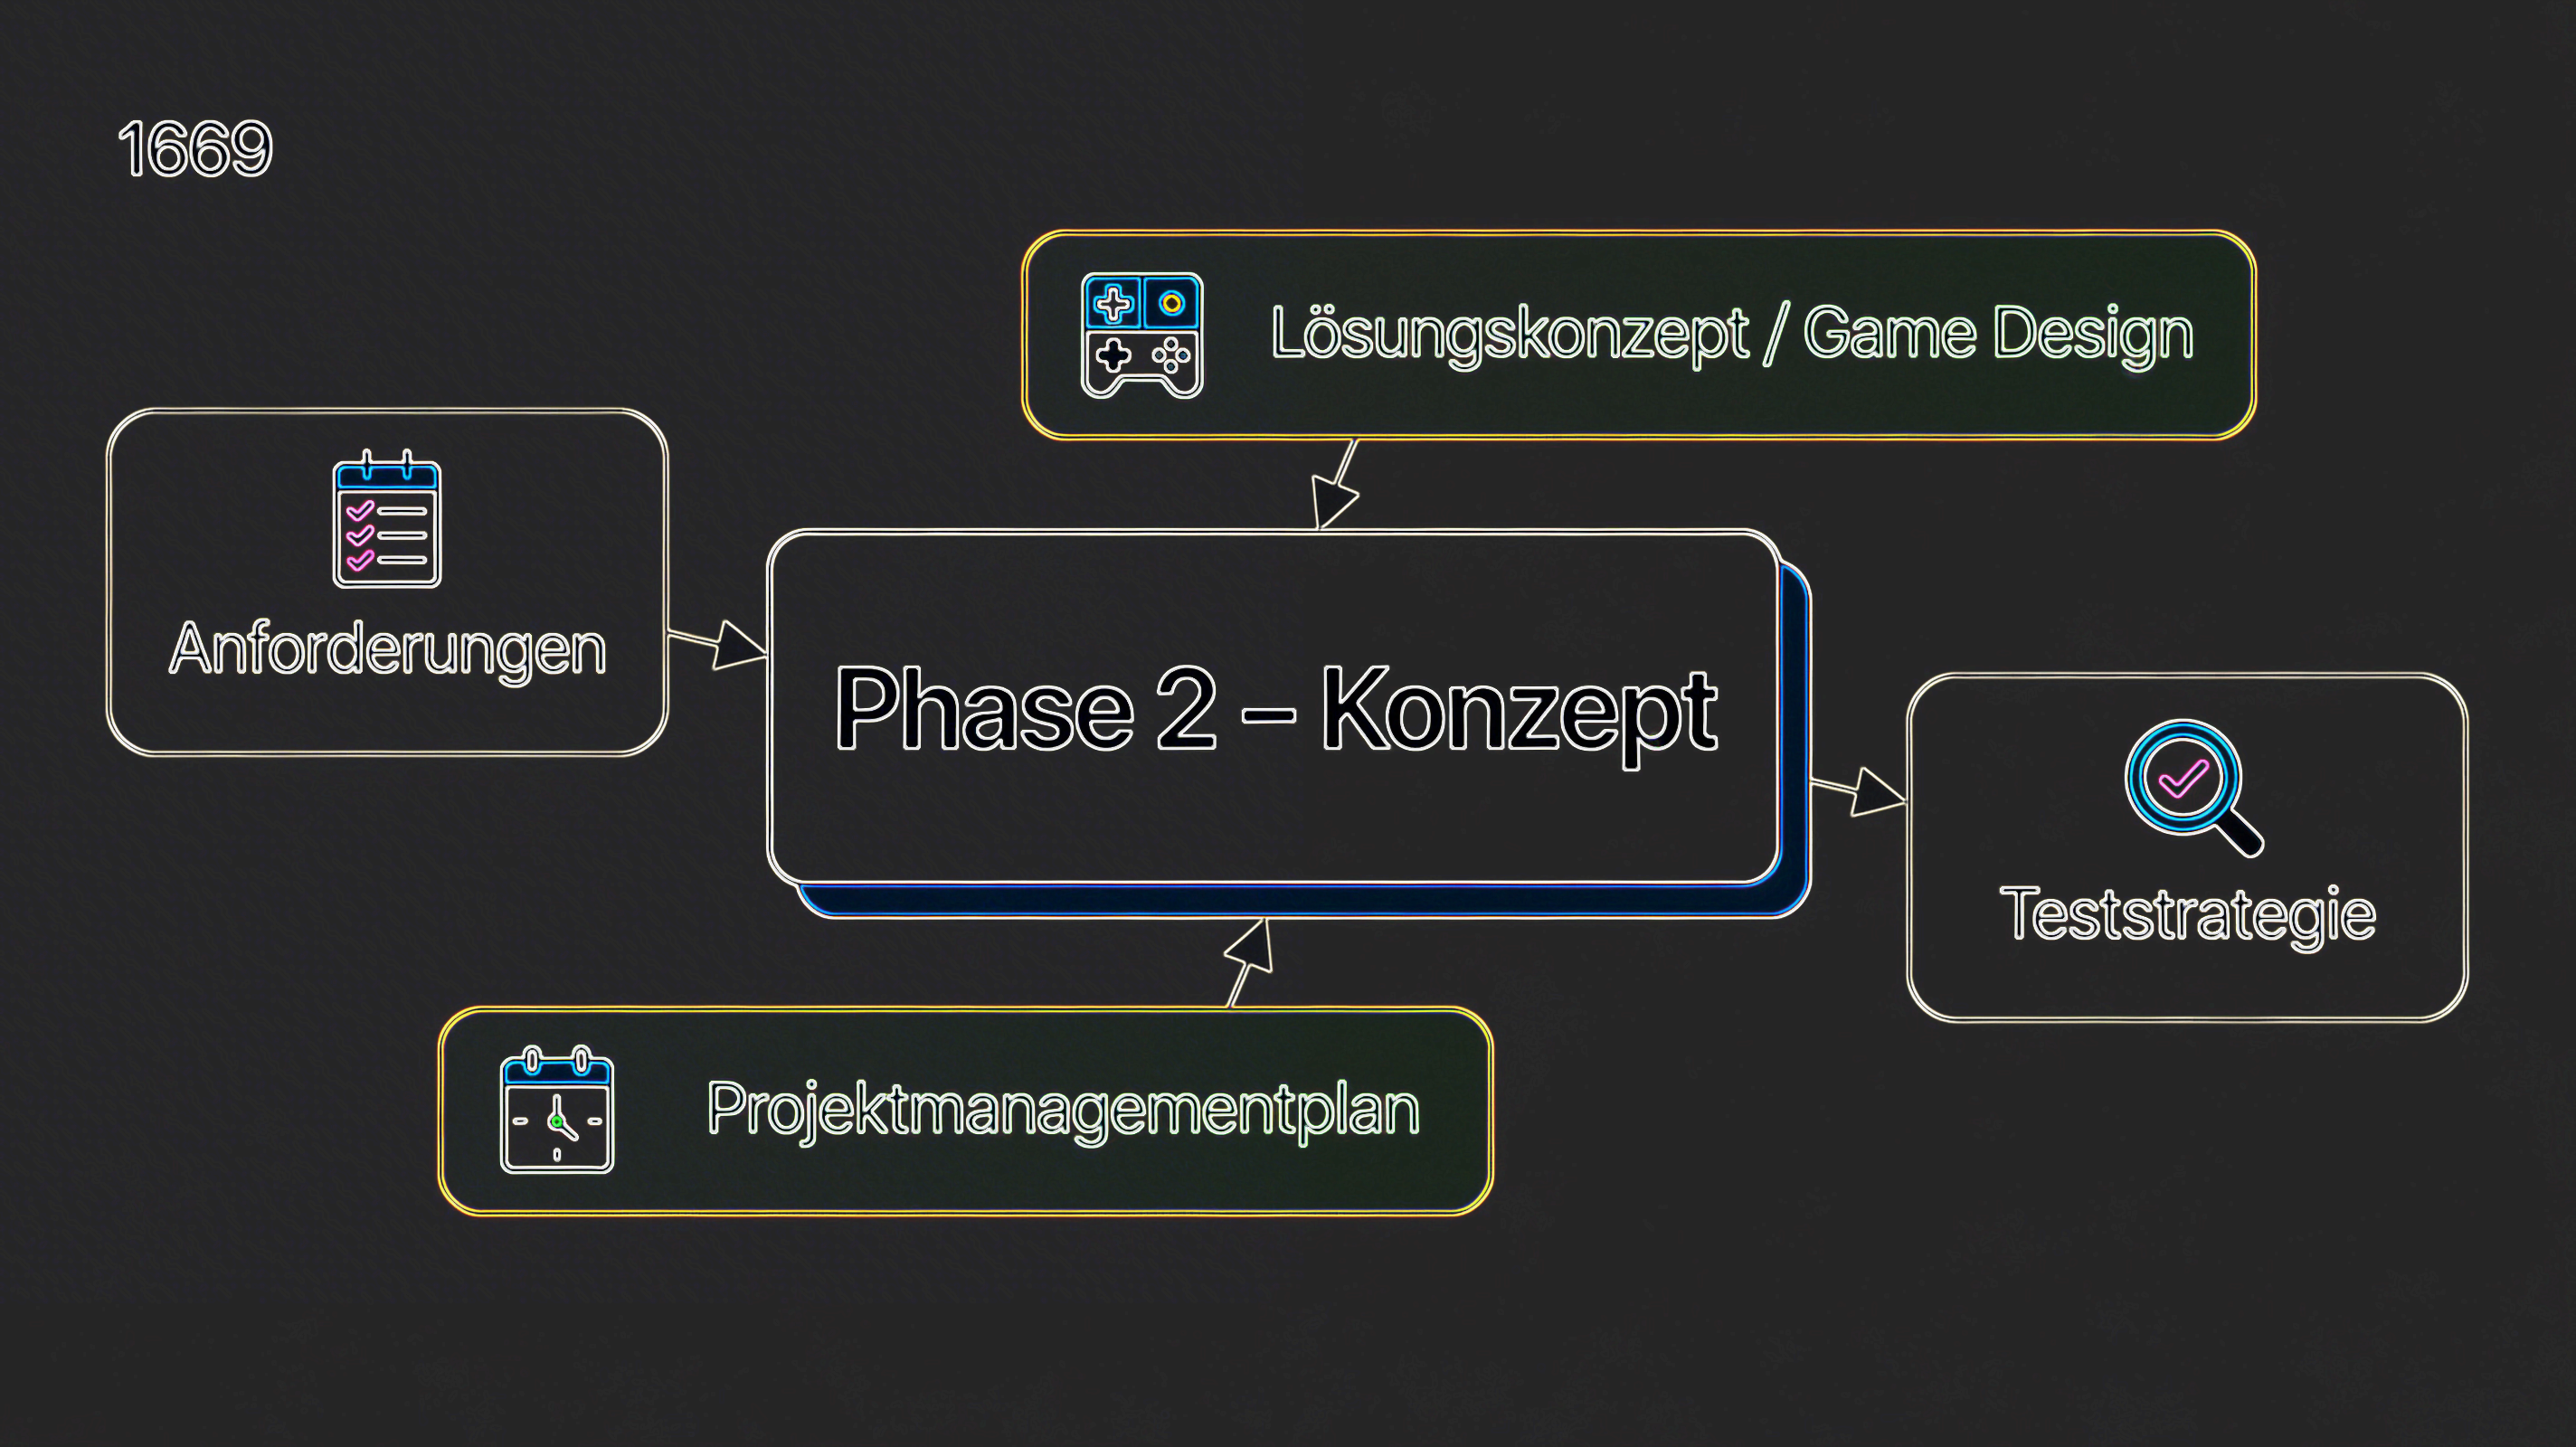 1669
Lösungskonzept / Game Design
Anforderungen
Phase 2 – Konzept
Teststrategie
Projektmanagementplan